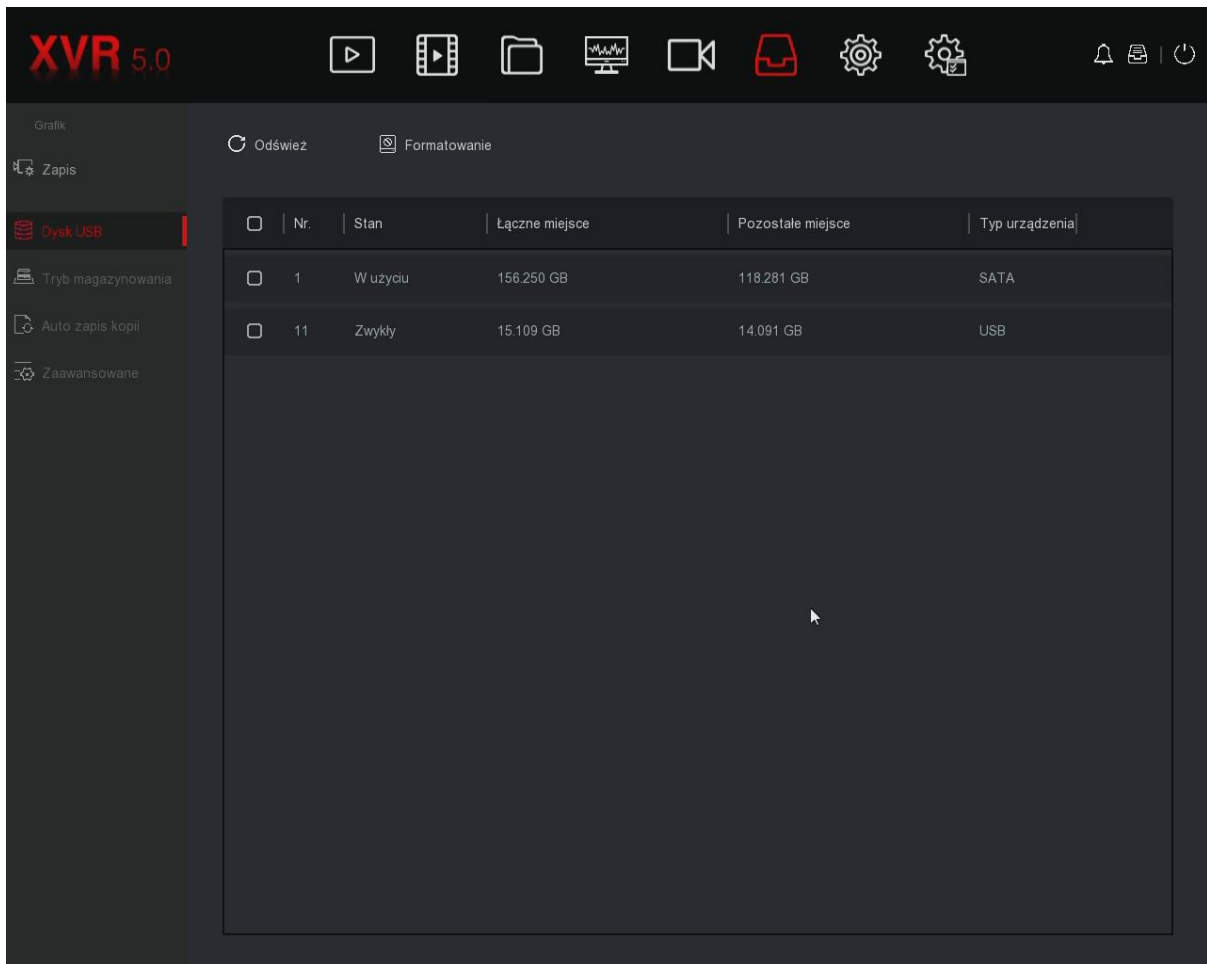 XVR 5.0
Grafik
Zapis
Dysk USB
Tryb magazynowania
Auto zapis kopii
Zaawansowane
Odśwież Formatowanie
Nr. Stan Łączne miejsce Pozostałe miejsce Typ urządzenia
1 W użyciu 156.250 GB 118.281 GB SATA
11 Zwykły 15.109 GB 14.091 GB USB